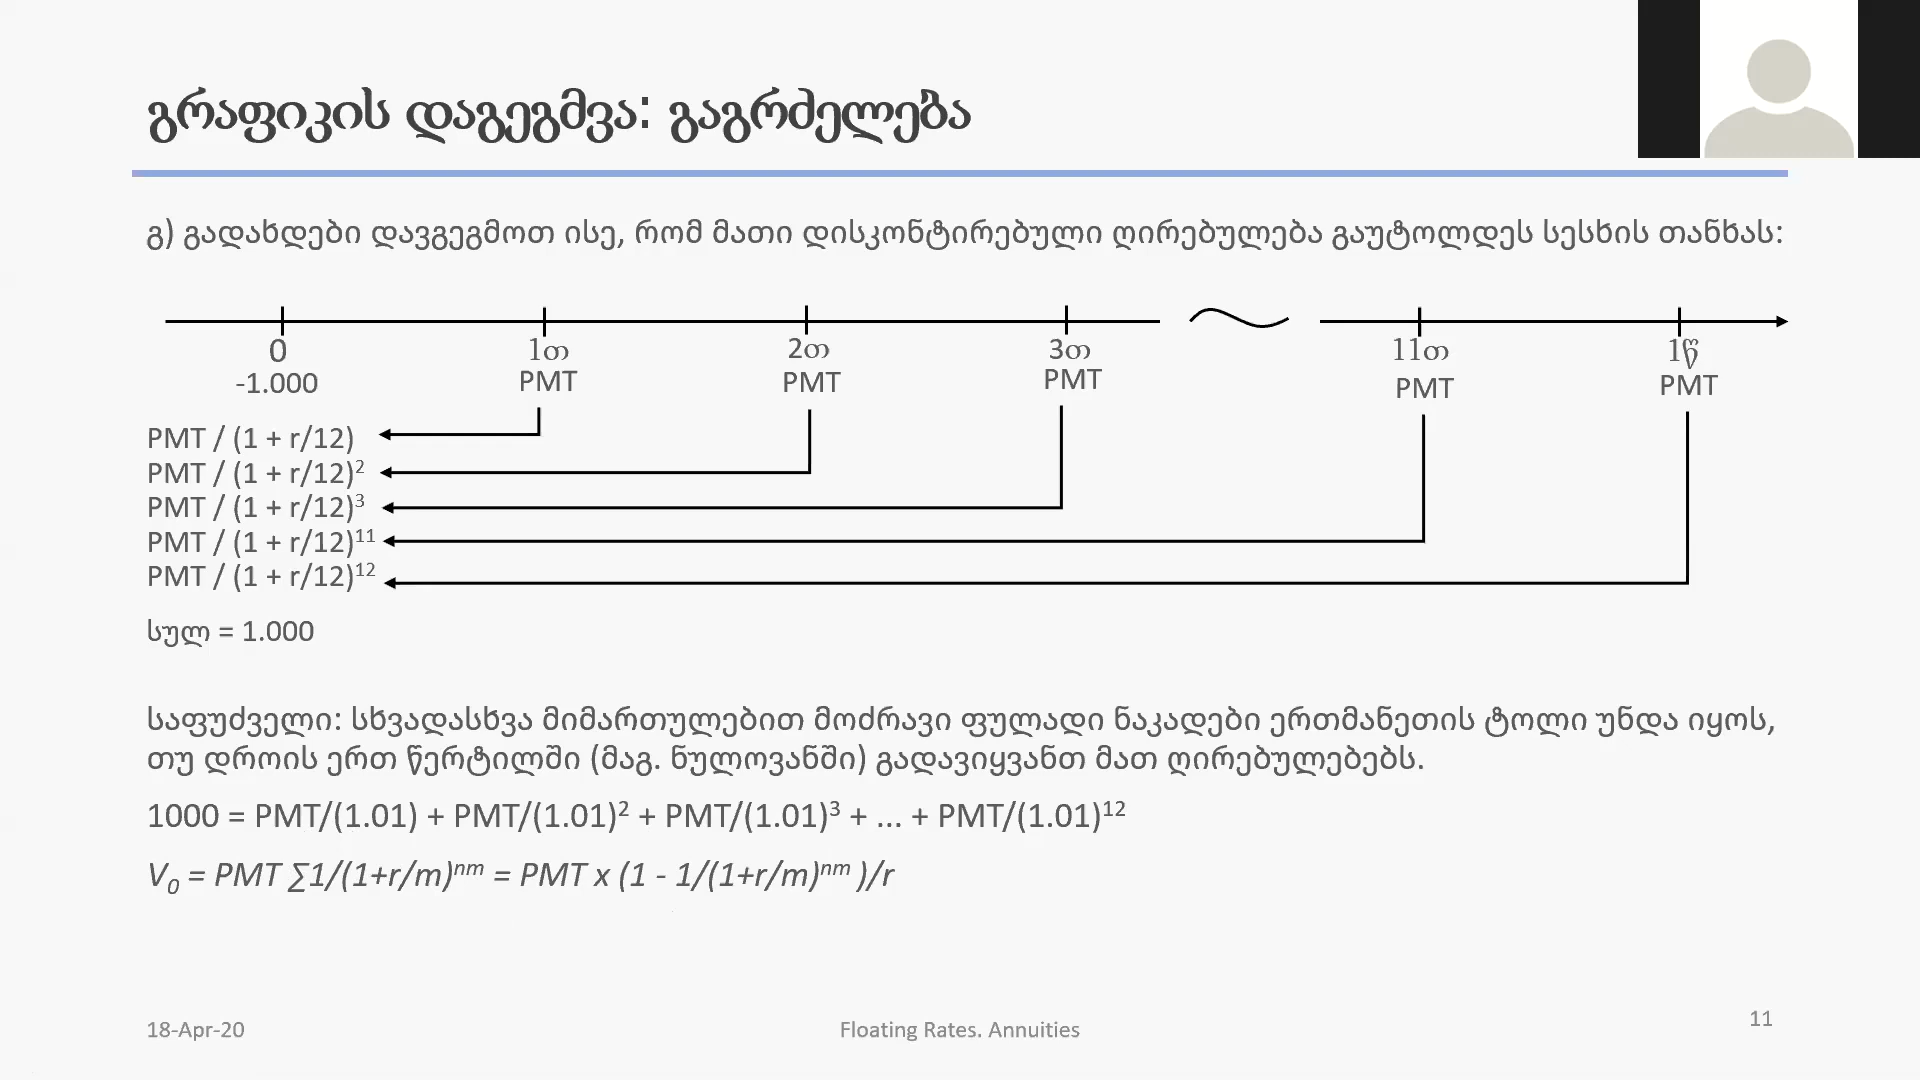 გრაფიკის დაგეგმვა: გაგრძელება
გ) გადახდები დავგეგმოთ ისე, რომ მათი დისკონტირებული ღირებულება გაუტოლდეს სესხის თანხას:
0 1თ 2თ 3თ 11თ 1წ
-1.000 PMT PMT PMT PMT PMT
PMT / (1 + r/12)
PMT / (1 + r/12)²
PMT / (1 + r/12)³
PMT / (1 + r/12)¹¹
PMT / (1 + r/12)¹²
სულ = 1.000
საფუძველი: სხვადასხვა მიმართულებით მოძრავი ფულადი ნაკადები ერთმანეთის ტოლი უნდა იყოს,
თუ დროის ერთ წერტილში (მაგ. ნულოვანში) გადავიყვანთ მათ ღირებულებებს.
1000 = PMT/(1.01) + PMT/(1.01)² + PMT/(1.01)³ + ... + PMT/(1.01)¹²
V₀ = PMT ∑1/(1+r/m)ⁿᵐ = PMT x (1 - 1/(1+r/m)ⁿᵐ )/r
18-Apr-20 Floating Rates. Annuities 11